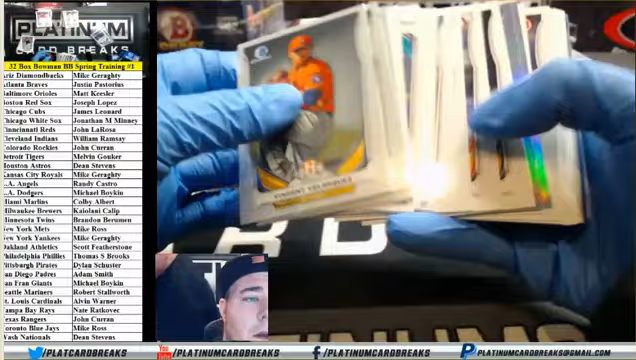 PLATINUM
CARD BREAKS
32 Box Bowman BB Spring Training #1
Ariz Diamondbacks Mike Geraghty
Atlanta Braves Justin Pastorius
Baltimore Orioles Matt Keesler
Boston Red Sox Joseph Lopez
Chicago Cubs James Leonard
Chicago White Sox Jonathan M Minney
Cincinnati Reds John LaRosa
Cleveland Indians William Ramsay
Colorado Rockies John Curran
Detroit Tigers Melvin Gouker
Houston Astros Dean Stevens
Kansas City Royals Mike Geraghty
L.A. Angels Randy Castro
L.A. Dodgers Michael Boykin
Miami Marlins Colby Albert
Milwaukee Brewers Kaiolani Calip
Minnesota Twins Brandon Berumen
New York Mets Mike Ross
New York Yankees Mike Geraghty
Oakland Athletics Scott Featherstone
Philadelphia Phillies Thomas S Brooks
Pittsburgh Pirates Dylan Schuster
San Diego Padres Adam Smith
San Fran Giants Michael Boykin
Seattle Mariners Robert Stallworth
St. Louis Cardinals Alvin Warner
Tampa Bay Rays Nate Ratkover
Texas Rangers John Curran
Toronto Blue Jays Mike Ross
Wash Nationals Dean Stevens
VINCENT VELASQUEZ
/PLATCARDBREAKS
You Tube /PLATINUMCARDBREAKS
f /PLATINUMCARDBREAKS
P /PLATINUMCARDBREAKS@GMAIL.COM